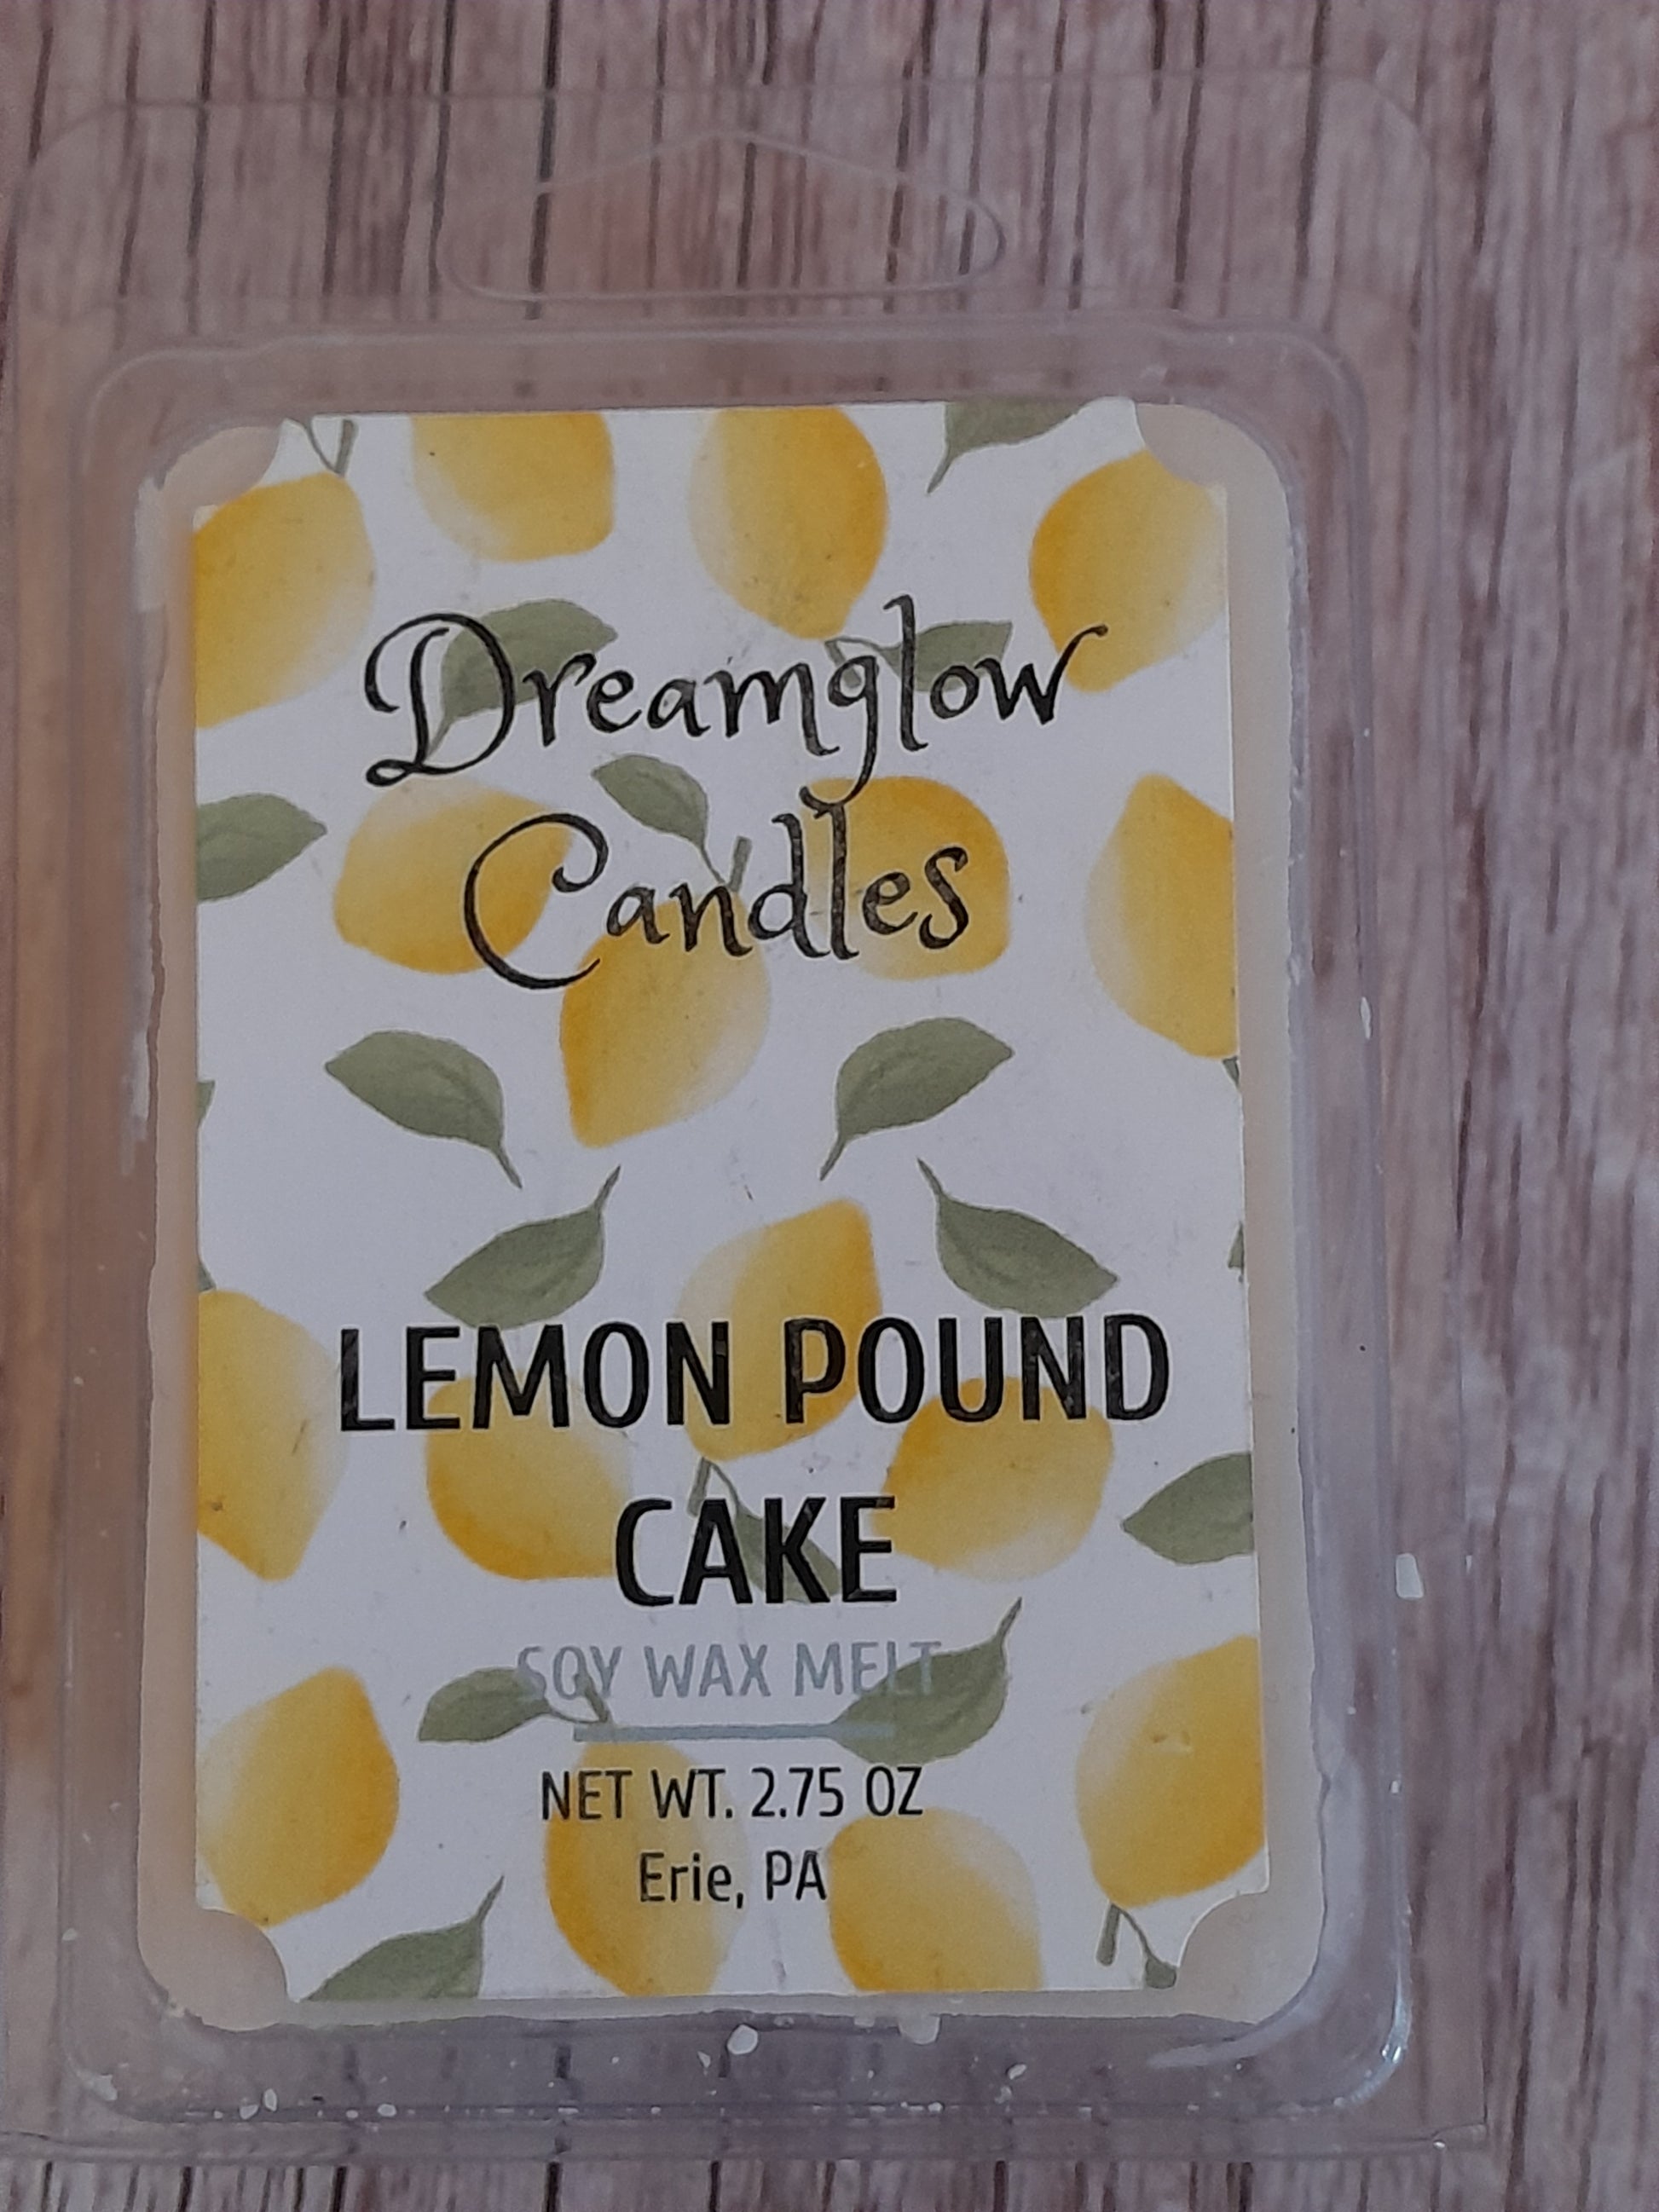 Dreamglow
Candles
LEMON POUND
CAKE
SOY WAX MELT
NET WT. 2.75 OZ
Erie, PA